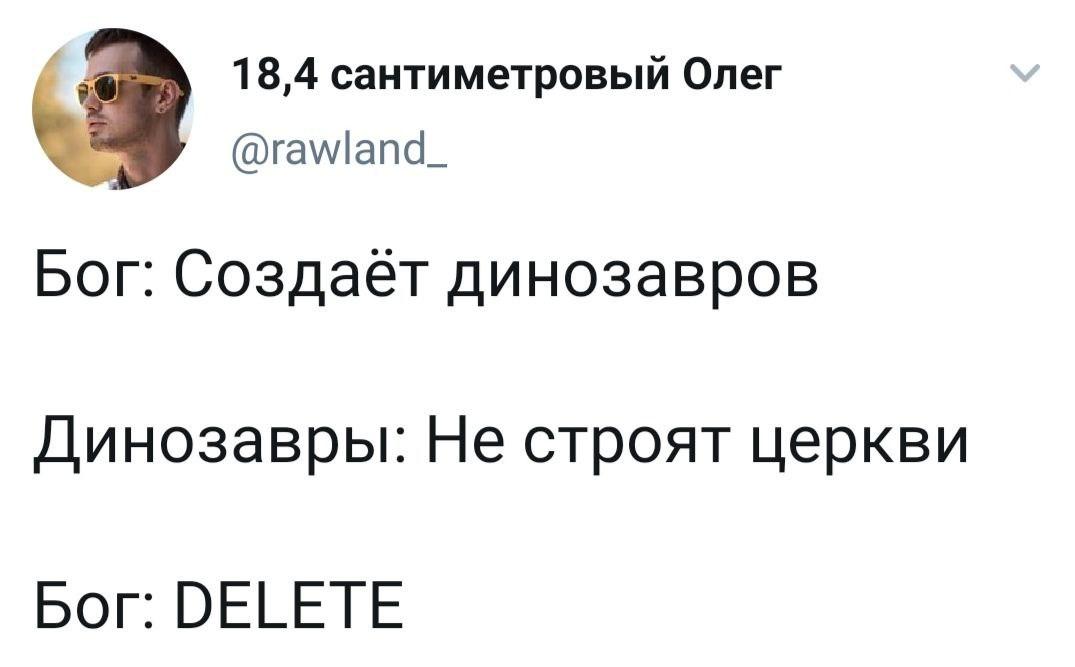 18,4 сантиметровый Олег
@rawland_
Бог: Создаёт динозавров
Динозавры: Не строят церкви
Бог: DELETE